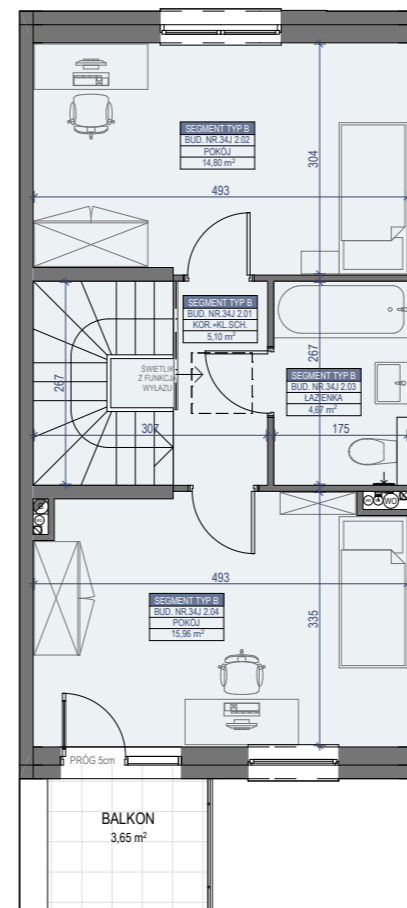 SEGMENT TYP B
BUD. NR.34J 2.02
POKÓJ
14,80 m²
304
493
SEGMENT TYP B
BUD. NR.34J 2.01
KOR.+KL.SCH.
5,10 m²
ŚWIETLIK
Z FUNKCJĄ
WYŁAZU
267
267
SEGMENT TYP B
BUD. NR.34J 2.03
ŁAZIENKA
4,67 m²
307
175
WO
493
335
SEGMENT TYP B
BUD. NR.34J 2.04
POKÓJ
15,96 m²
PRÓG 5cm
BALKON
3,65 m²